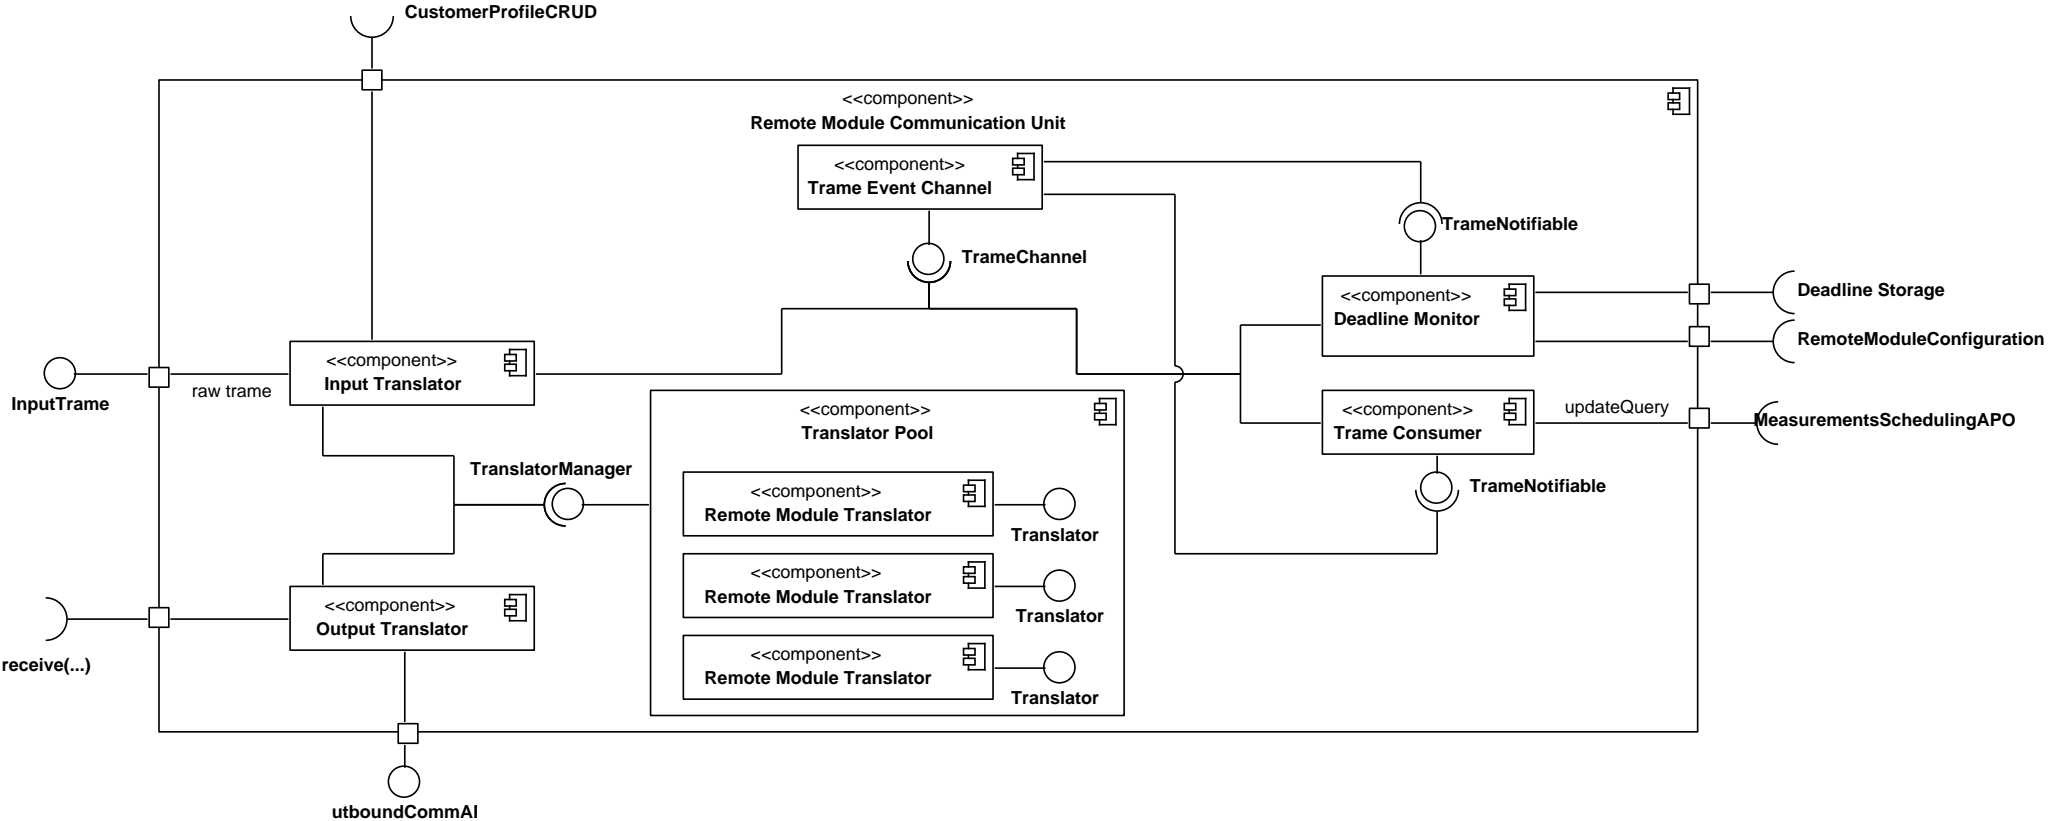 CustomerProfileCRUD
<<component>>
Remote Module Communication Unit
<<component>>
Trame Event Channel
TrameNotifiable
TrameChannel
<<component>>
Deadline Monitor
Deadline Storage
RemoteModuleConfiguration
<<component>>
Input Translator
raw trame
InputTrame
<<component>>
Translator Pool
<<component>>
Trame Consumer
updateQuery
MeasurementsSchedulingAPO
TranslatorManager
TrameNotifiable
<<component>>
Remote Module Translator
Translator
<<component>>
Remote Module Translator
Translator
<<component>>
Remote Module Translator
Translator
<<component>>
Output Translator
receive(...)
utboundCommAI